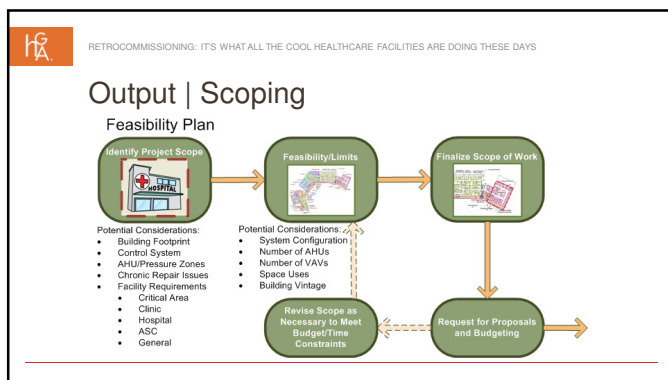 hGA
RETROCOMMISSIONING: IT'S WHAT ALL THE COOL HEALTHCARE FACILITIES ARE DOING THESE DAYS
Output | Scoping
Feasibility Plan
Identify Project Scope
HOSPITAL
Potential Considerations:
• Building Footprint
• Control System
• AHU/Pressure Zones
• Chronic Repair Issues
• Facility Requirements
• Critical Area
• Clinic
• Hospital
• ASC
• General
Feasibility/Limits
Potential Considerations:
• System Configuration
• Number of AHUs
• Number of VAVs
• Space Uses
• Building Vintage
Finalize Scope of Work
Revise Scope as
Necessary to Meet
Budget/Time
Constraints
Request for Proposals
and Budgeting